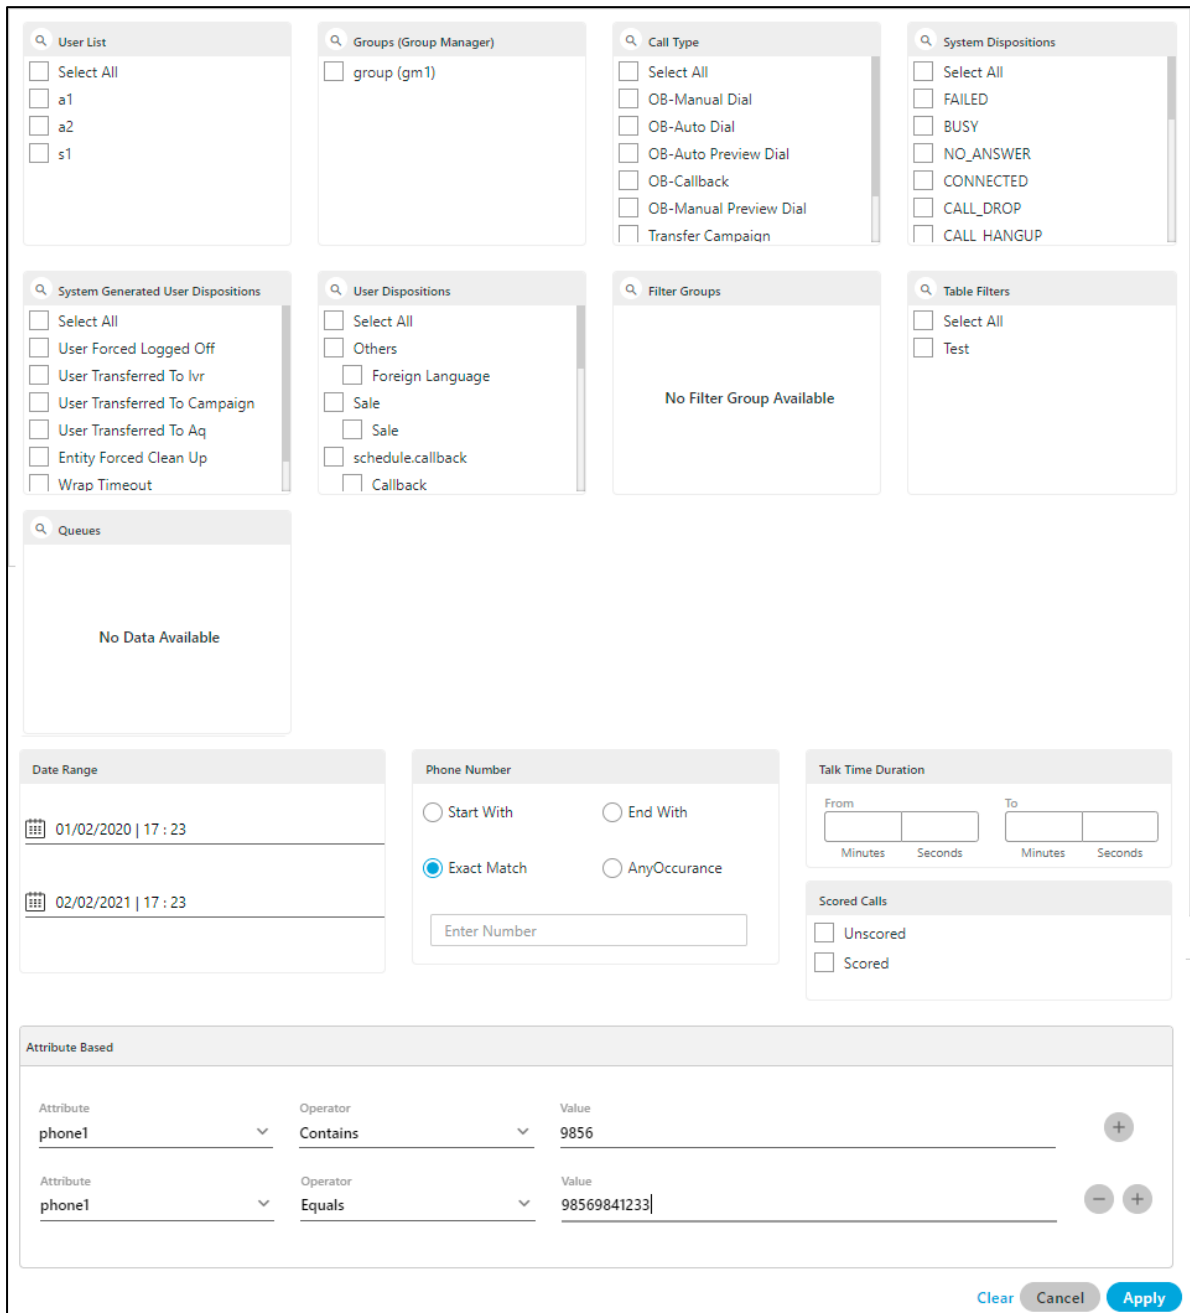 User List
Select All
a1
a2
s1
Groups (Group Manager)
group (gm1)
Call Type
Select All
OB-Manual Dial
OB-Auto Dial
OB-Auto Preview Dial
OB-Callback
OB-Manual Preview Dial
Transfer Campaign
System Dispositions
Select All
FAILED
BUSY
NO_ANSWER
CONNECTED
CALL_DROP
CALL_HANGUP
System Generated User Dispositions
Select All
User Forced Logged Off
User Transferred To Ivr
User Transferred To Campaign
User Transferred To Aq
Entity Forced Clean Up
Wrap Timeout
User Dispositions
Select All
Others
Foreign Language
Sale
Sale
schedule.callback
Callback
Filter Groups
No Filter Group Available
Table Filters
Select All
Test
Queues
No Data Available
Date Range
01/02/2020 | 17 : 23
02/02/2021 | 17 : 23
Phone Number
Start With
End With
Exact Match
AnyOccurance
Enter Number
Talk Time Duration
From
To
Minutes
Seconds
Minutes
Seconds
Scored Calls
Unscored
Scored
Attribute Based
Attribute
Operator
Value
phone1
Contains
9856
Attribute
Operator
Value
phone1
Equals
98569841233
Clear
Cancel
Apply